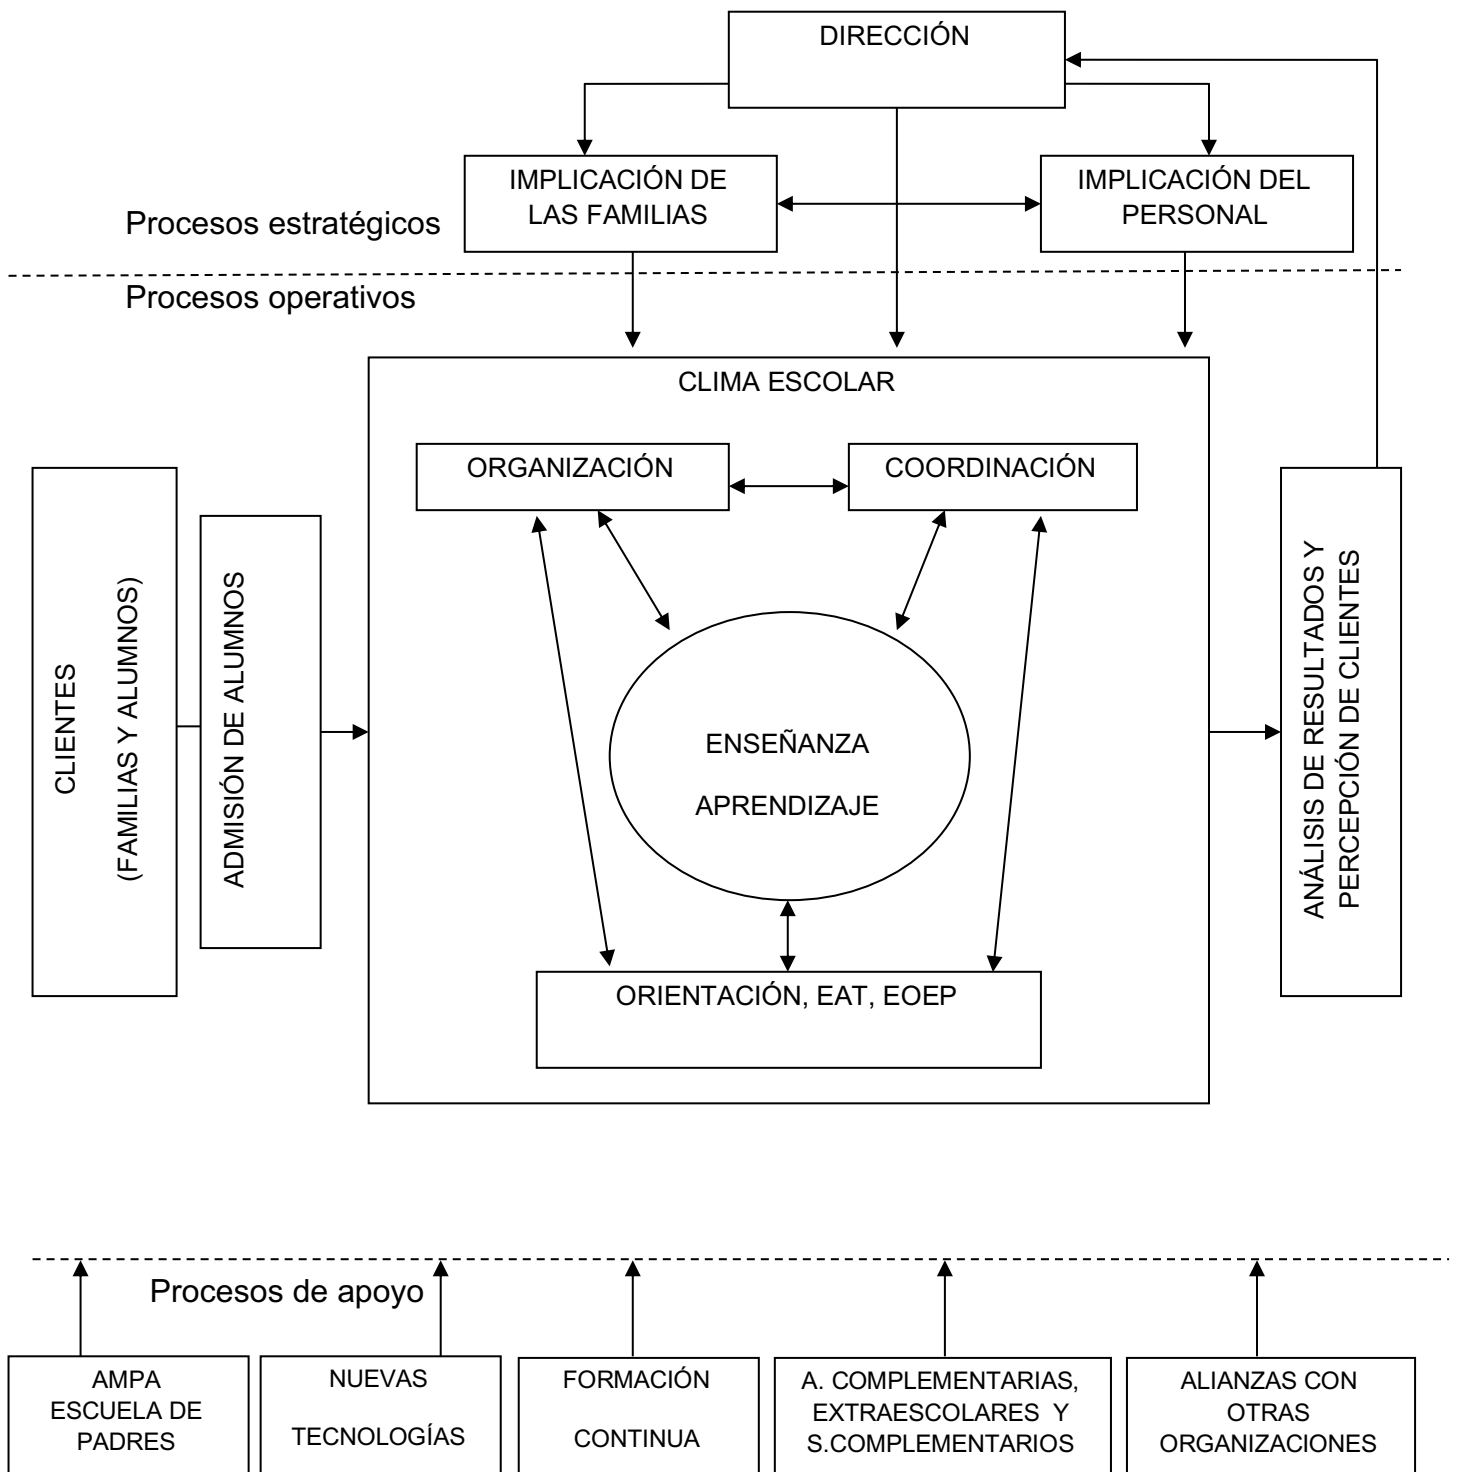 DIRECCIÓN
IMPLICACIÓN DE
LAS FAMILIAS
IMPLICACIÓN DEL
PERSONAL
Procesos estratégicos
Procesos operativos
CLIMA ESCOLAR
ORGANIZACIÓN
COORDINACIÓN
CLIENTES
(FAMILIAS Y ALUMNOS)
ADMISIÓN DE ALUMNOS
ENSEÑANZA
APRENDIZAJE
ANÁLISIS DE RESULTADOS Y
PERCEPCIÓN DE CLIENTES
ORIENTACIÓN, EAT, EOEP
Procesos de apoyo
AMPA
ESCUELA DE
PADRES
NUEVAS
TECNOLOGÍAS
FORMACIÓN
CONTINUA
A. COMPLEMENTARIAS,
EXTRAESCOLARES Y
S.COMPLEMENTARIOS
ALIANZAS CON
OTRAS
ORGANIZACIONES